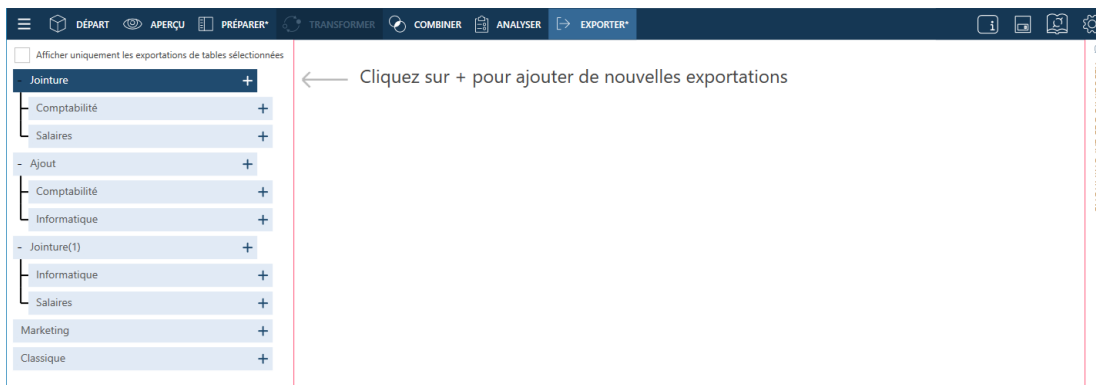 DÉPART APERÇU PRÉPARER* TRANSFORMER COMBINER ANALYSER EXPORTER*
Afficher uniquement les exportations de tables sélectionnées
- Jointure +
Cliquez sur + pour ajouter de nouvelles exportations
Comptabilité +
Salaires +
- Ajout +
Comptabilité +
Informatique +
- Jointure(1) +
Informatique +
Salaires +
Marketing +
Classique +